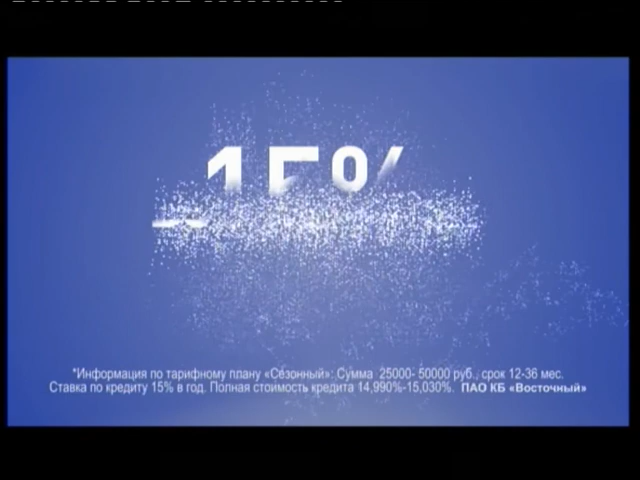 15%
*Информация по тарифному плану «Сезонный»: Сумма 25000- 50000 руб., срок 12-36 мес.
Ставка по кредиту 15% в год. Полная стоимость кредита 14,990%-15,030%. ПАО КБ «Восточный»